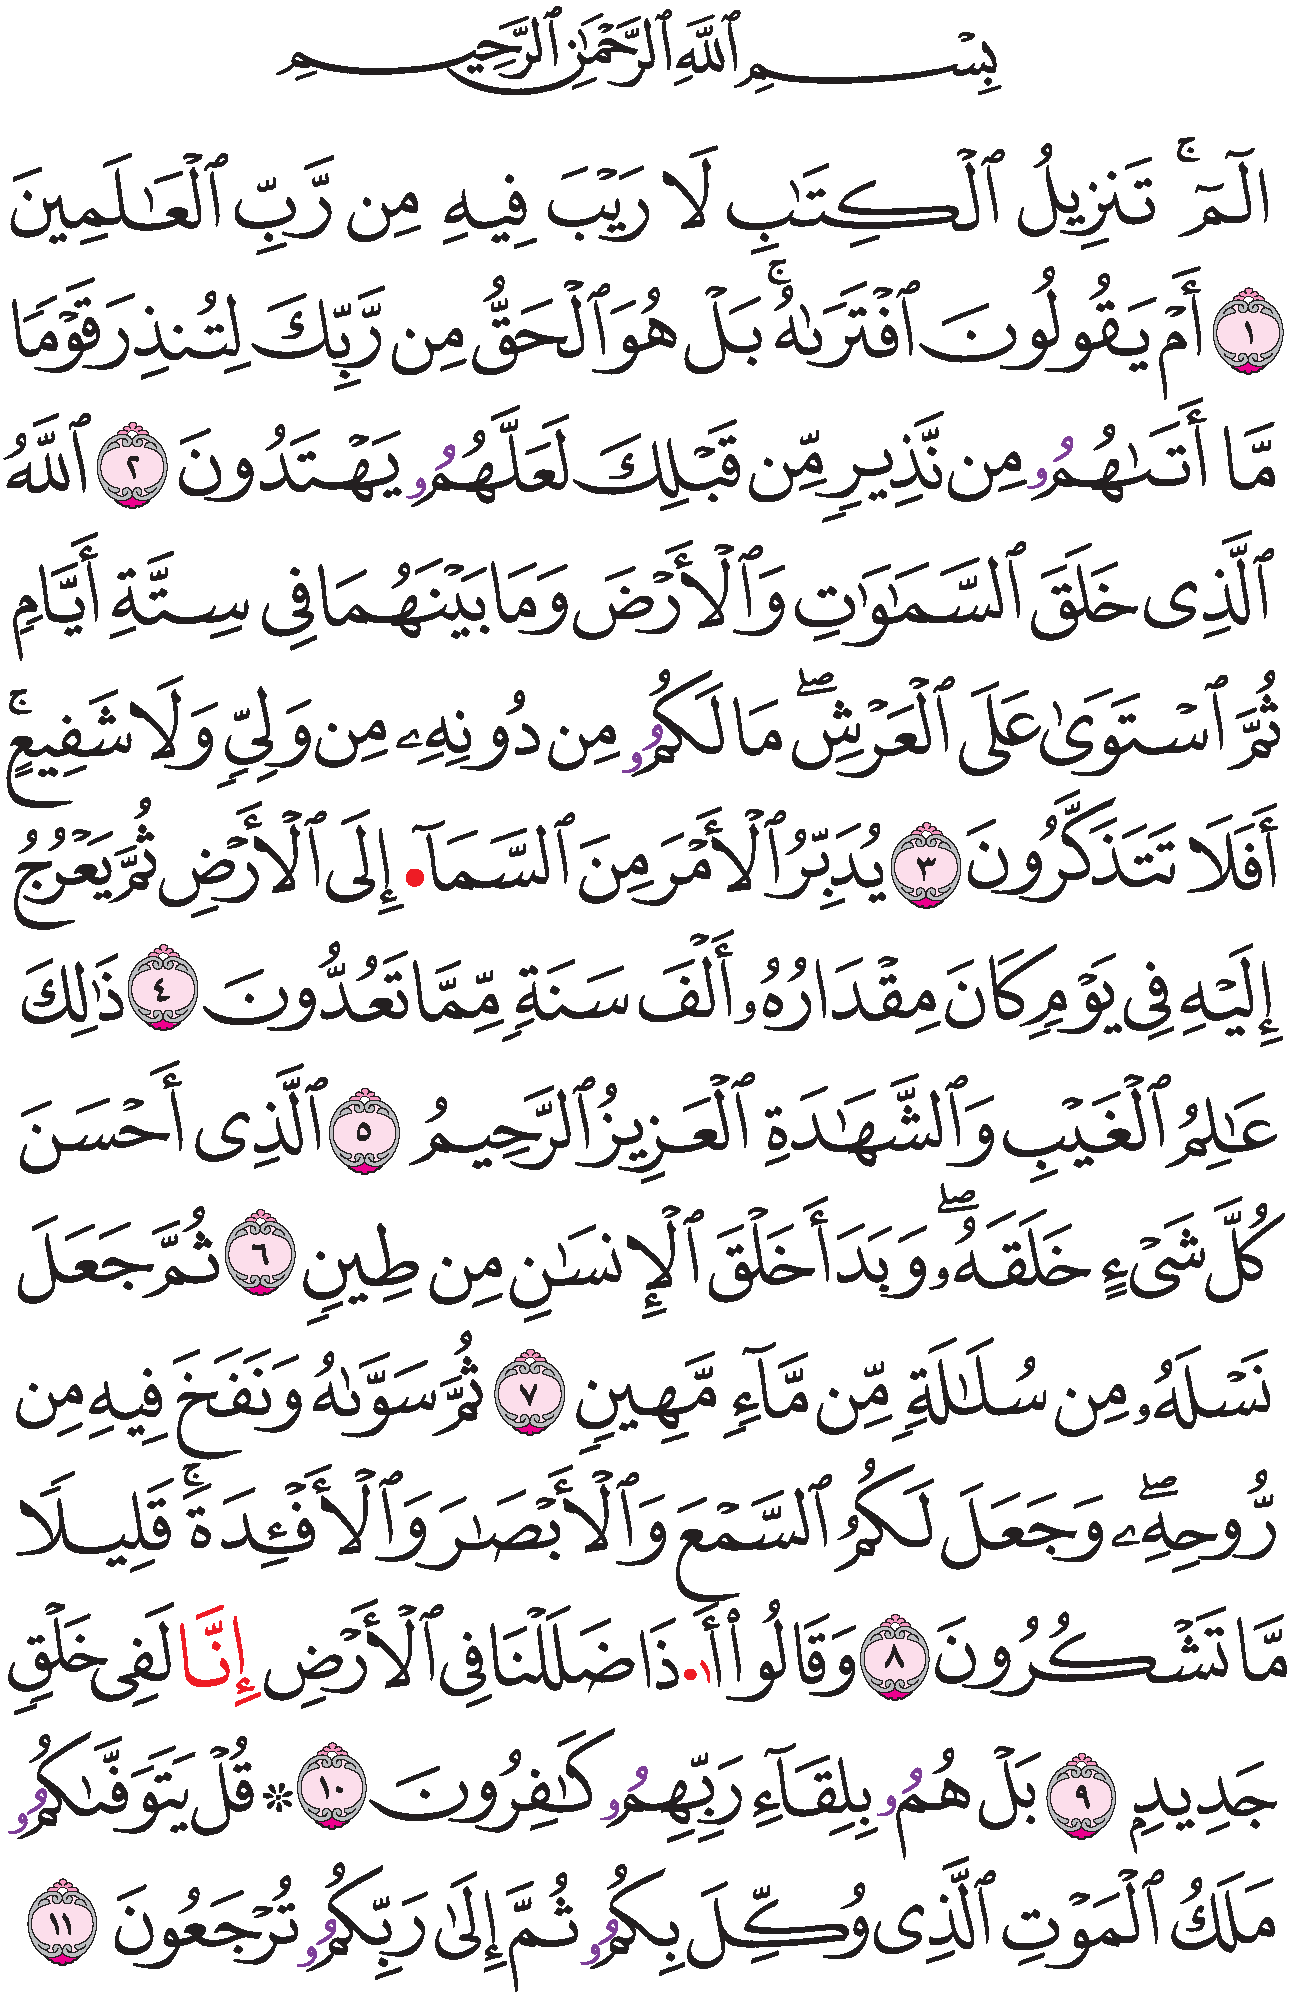 بِسۡمِ ٱللَّهِ ٱلرَّحۡمَٰنِ ٱلرَّحِيمِ
الٓمٓۚ تَنزِيلُ ٱلۡكِتَٰبِ لَا رَيۡبَ فِيهِ مِن رَّبِّ ٱلۡعَٰلَمِينَ
١ أَمۡ يَقُولُونَ ٱفۡتَرَىٰهُۚ بَلۡ هُوَ ٱلۡحَقُّ مِن رَّبِّكَ لِتُنذِرَ قَوۡمٗا
مَّا أَتَىٰهُمُۥ مِن نَّذِيرٖ مِّن قَبۡلِكَ لَعَلَّهُمُۥ يَهۡتَدُونَ ٢ ٱللَّهُ
ٱلَّذِي خَلَقَ ٱلسَّمَٰوَٰتِ وَٱلۡأَرۡضَ وَمَا بَيۡنَهُمَا فِي سِتَّةِ أَيَّامٖ
ثُمَّ ٱسۡتَوَىٰ عَلَى ٱلۡعَرۡشِۖ مَا لَكُمُۥ مِن دُونِهِۦ مِن وَلِيّٖ وَلَا شَفِيعٍۚ
أَفَلَا تَتَذَكَّرُونَ ٣ يُدَبِّرُ ٱلۡأَمۡرَ مِنَ ٱلسَّمَآ• إِلَى ٱلۡأَرۡضِ ثُمَّ يَعۡرُجُ
إِلَيۡهِ فِي يَوۡمٖ كَانَ مِقۡدَارُهُۥ أَلۡفَ سَنَةٖ مِّمَّا تَعُدُّونَ ٤ ذَٰلِكَ
عَٰلِمُ ٱلۡغَيۡبِ وَٱلشَّهَٰدَةِ ٱلۡعَزِيزُ ٱلرَّحِيمُ ٥ ٱلَّذِي أَحۡسَنَ
كُلَّ شَيۡءٍ خَلَقَهُۥۖ وَبَدَأَ خَلۡقَ ٱلۡإِنسَٰنِ مِن طِينٖ ٦ ثُمَّ جَعَلَ
نَسۡلَهُۥ مِن سُلَٰلَةٖ مِّن مَّآءٖ مَّهِينٖ ٧ ثُمَّ سَوَّىٰهُ وَنَفَخَ فِيهِ مِن
رُّوحِهِۦۖ وَجَعَلَ لَكُمُ ٱلسَّمۡعَ وَٱلۡأَبۡصَٰرَ وَٱلۡأَفۡـِٔدَةَۚ قَلِيلٗا
مَّا تَشۡكُرُونَ ٨ وَقَالُواْ أَ•ا۬ذَا ضَلَلۡنَا فِي ٱلۡأَرۡضِ إِنَّا لَفِي خَلۡقٖ
جَدِيدِۭ ٩ بَلۡ هُمُۥ بِلِقَآءِ رَبِّهِمُۥ كَٰفِرُونَ ١٠ ۞ قُلۡ يَتَوَفَّىٰكُمُۥ
مَلَكُ ٱلۡمَوۡتِ ٱلَّذِي وُكِّلَ بِكُمُۥ ثُمَّ إِلَىٰ رَبِّكُمُۥ تُرۡجَعُونَ ١١